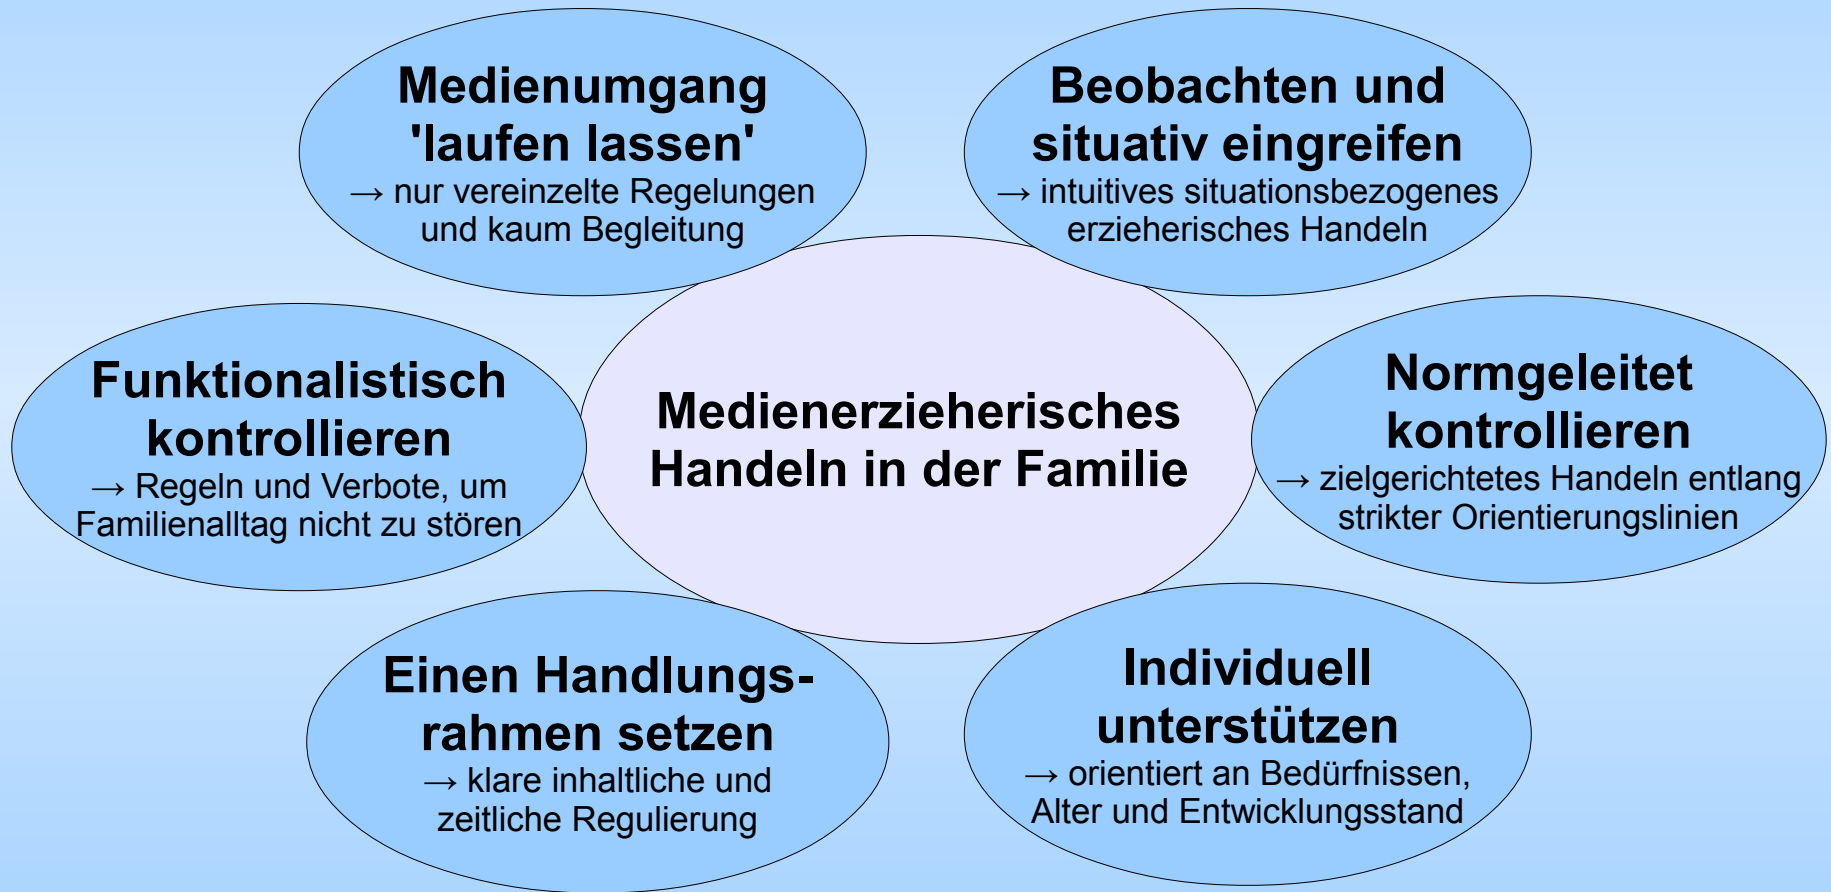 Medienumgang
'laufen lassen'
→ nur vereinzelte Regelungen
und kaum Begleitung
Beobachten und
situativ eingreifen
→ intuitives situationsbezogenes
erzieherisches Handeln
Funktionalistisch
kontrollieren
→ Regeln und Verbote, um
Familienalltag nicht zu stören
Medienerzieherisches
Handeln in der Familie
Normgeleitet
kontrollieren
→ zielgerichtetes Handeln entlang
strikter Orientierungslinien
Einen Handlungs-
rahmen setzen
→ klare inhaltliche und
zeitliche Regulierung
Individuell
unterstützen
→ orientiert an Bedürfnissen,
Alter und Entwicklungsstand